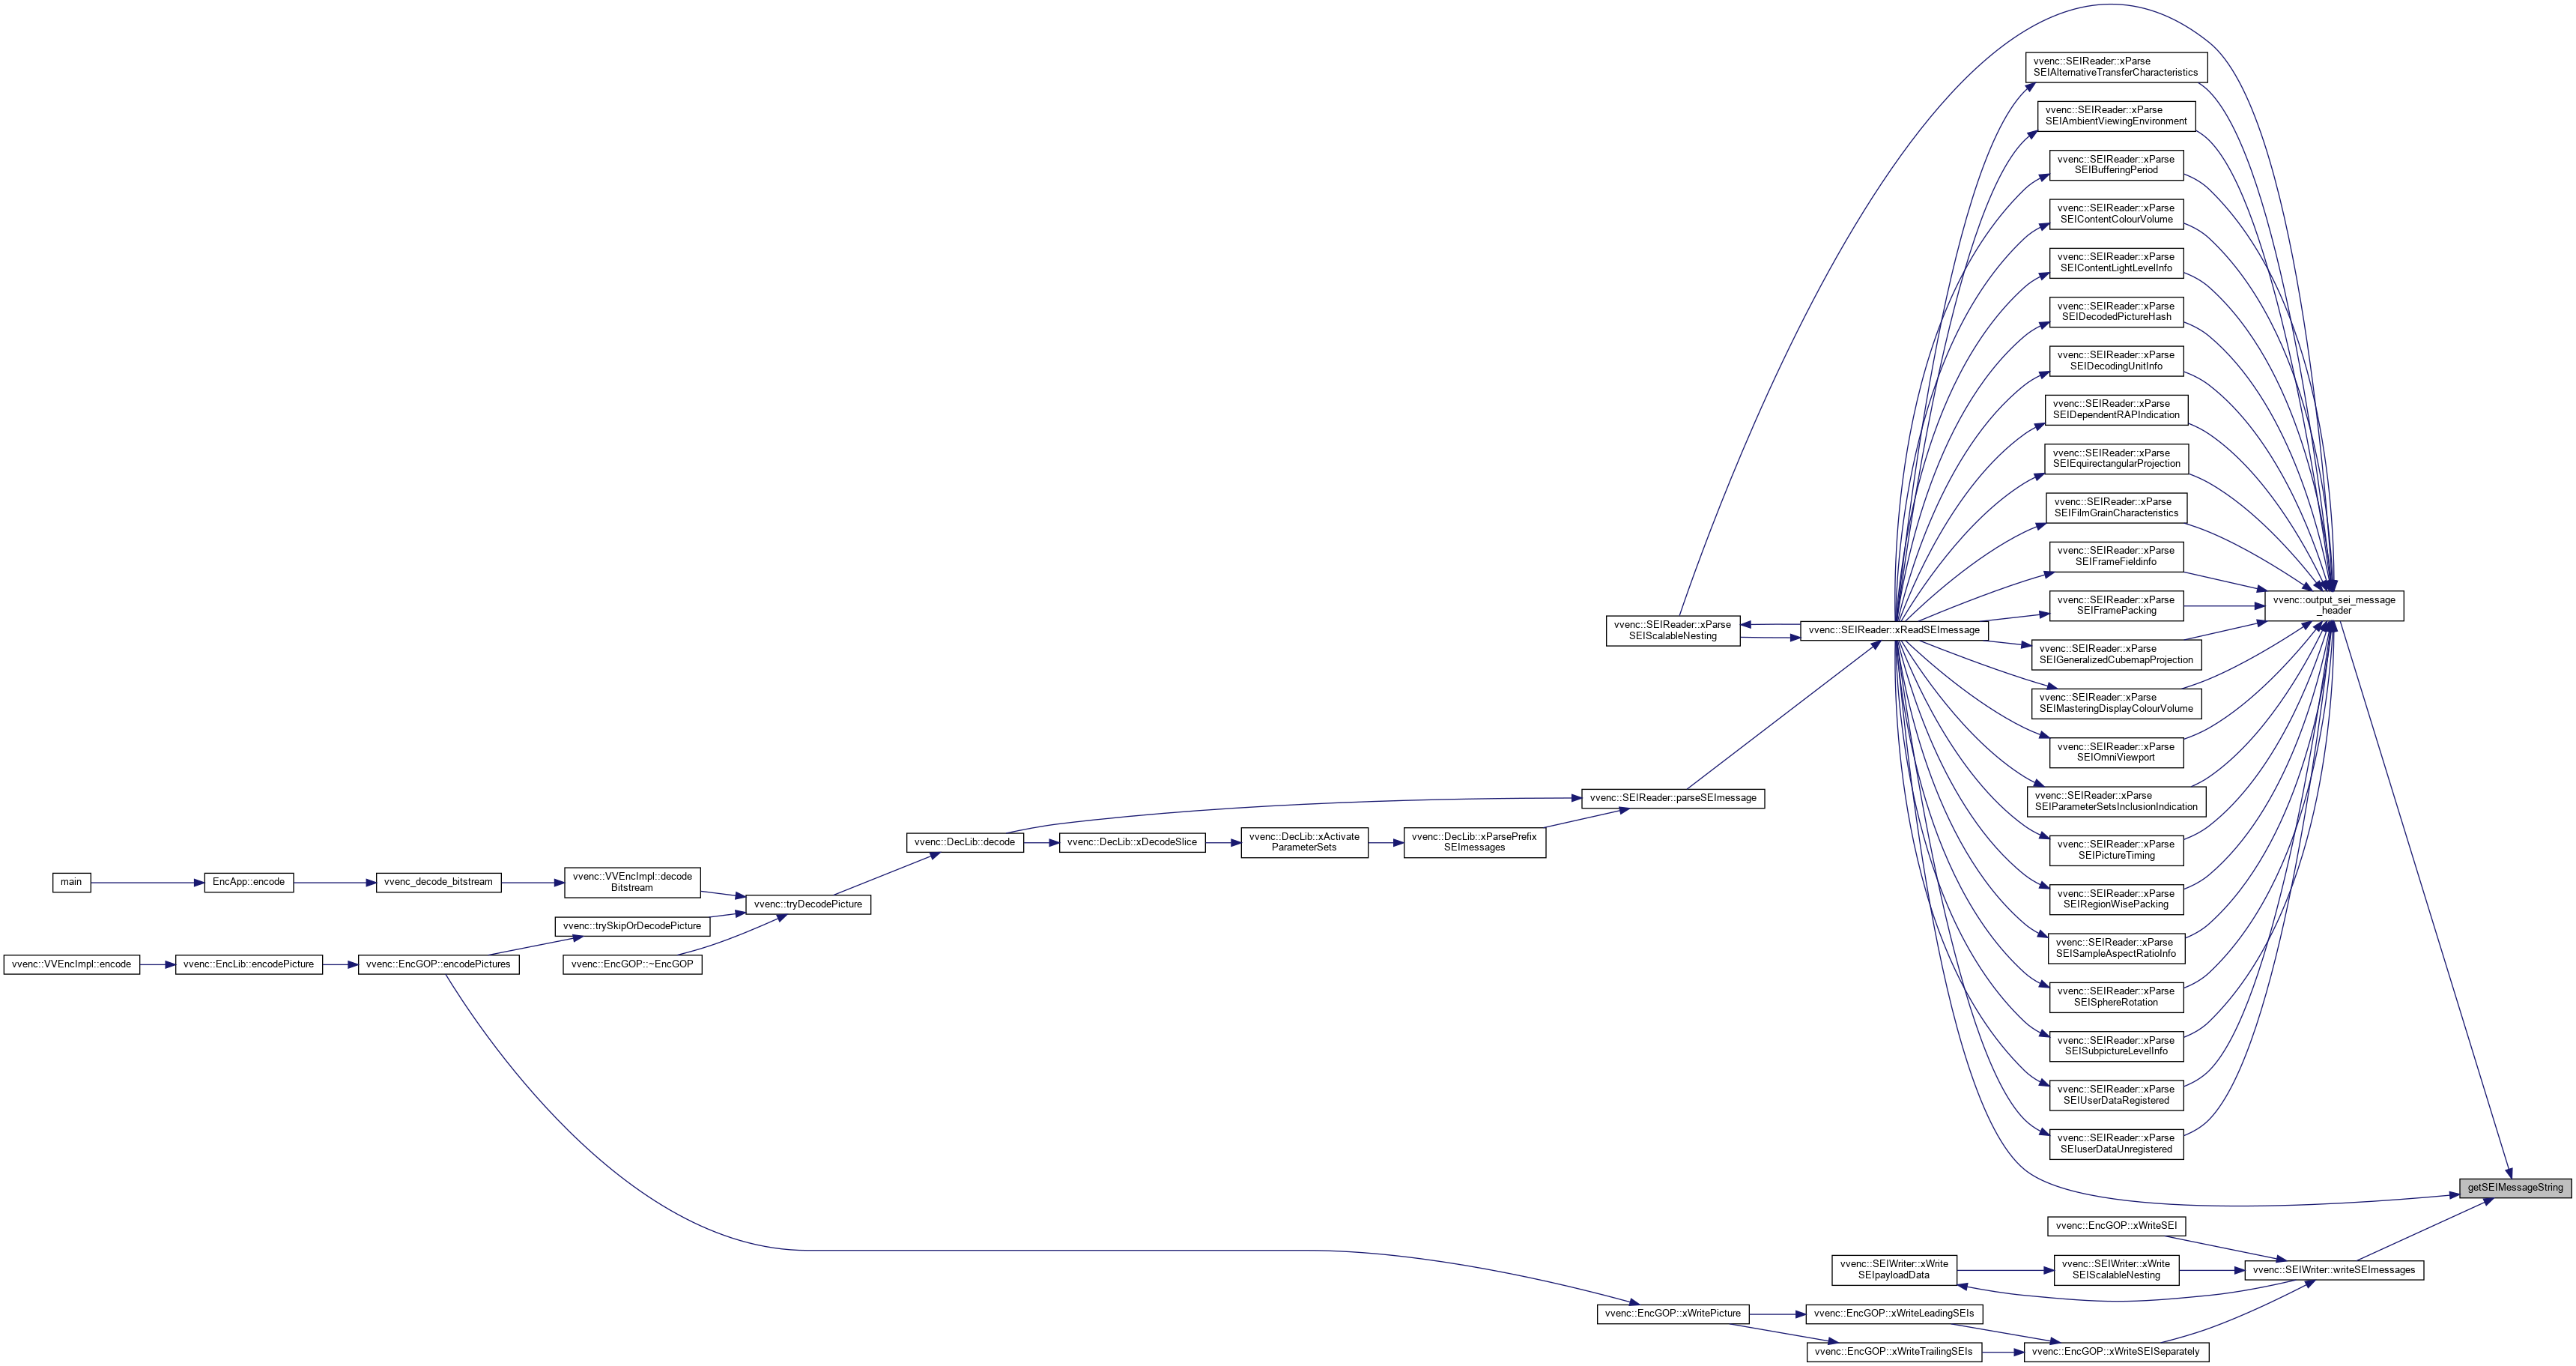 vvenc::SEIReader::xParse
SEIAlternativeTransferCharacteristics
vvenc::SEIReader::xParse
SEIAmbientViewingEnvironment
vvenc::SEIReader::xParse
SEIBufferingPeriod
vvenc::SEIReader::xParse
SEIContentColourVolume
vvenc::SEIReader::xParse
SEIContentLightLevelInfo
vvenc::SEIReader::xParse
SEIDecodedPictureHash
vvenc::SEIReader::xParse
SEIDecodingUnitInfo
vvenc::SEIReader::xParse
SEIDependentRAPIndication
vvenc::SEIReader::xParse
SEIEquirectangularProjection
vvenc::SEIReader::xParse
SEIFilmGrainCharacteristics
vvenc::SEIReader::xParse
SEIFrameFieldinfo
vvenc::SEIReader::xParse
SEIFramePacking
vvenc::output_sei_message
_header
vvenc::SEIReader::xParse
SEIScalableNesting
vvenc::SEIReader::xReadSEImessage
vvenc::SEIReader::xParse
SEIGeneralizedCubemapProjection
vvenc::SEIReader::xParse
SEIMasteringDisplayColourVolume
vvenc::SEIReader::xParse
SEIOmniViewport
vvenc::SEIReader::xParse
SEIParameterSetsInclusionIndication
vvenc::SEIReader::parseSEImessage
vvenc::DecLib::decode
vvenc::DecLib::xDecodeSlice
vvenc::DecLib::xActivate
ParameterSets
vvenc::DecLib::xParsePrefix
SEImessages
vvenc::SEIReader::xParse
SEIPictureTiming
main
EncApp::encode
vvenc_decode_bitstream
vvenc::VVEncImpl::decode
Bitstream
vvenc::tryDecodePicture
vvenc::SEIReader::xParse
SEIRegionWisePacking
vvenc::trySkipOrDecodePicture
vvenc::SEIReader::xParse
SEISampleAspectRatioInfo
vvenc::VVEncImpl::encode
vvenc::EncLib::encodePicture
vvenc::EncGOP::encodePictures
vvenc::EncGOP::~EncGOP
vvenc::SEIReader::xParse
SEISphereRotation
vvenc::SEIReader::xParse
SEISubpictureLevelInfo
vvenc::SEIReader::xParse
SEIUserDataRegistered
vvenc::SEIReader::xParse
SEIuserDataUnregistered
getSEIMessageString
vvenc::EncGOP::xWriteSEI
vvenc::SEIWriter::xWrite
SEIpayloadData
vvenc::SEIWriter::xWrite
SEIScalableNesting
vvenc::SEIWriter::writeSEImessages
vvenc::EncGOP::xWritePicture
vvenc::EncGOP::xWriteLeadingSEIs
vvenc::EncGOP::xWriteTrailingSEIs
vvenc::EncGOP::xWriteSEISeparately